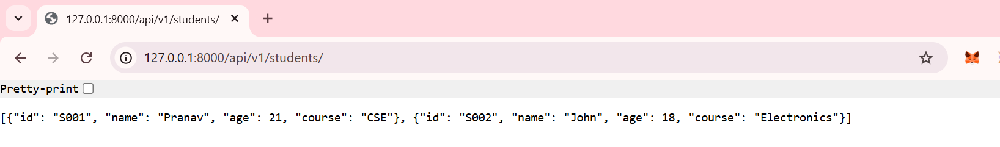 127.0.0.1:8000/api/v1/students/
127.0.0.1:8000/api/v1/students/
Pretty-print
[{"id": "S001", "name": "Pranav", "age": 21, "course": "CSE"}, {"id": "S002", "name": "John", "age": 18, "course": "Electronics"}]